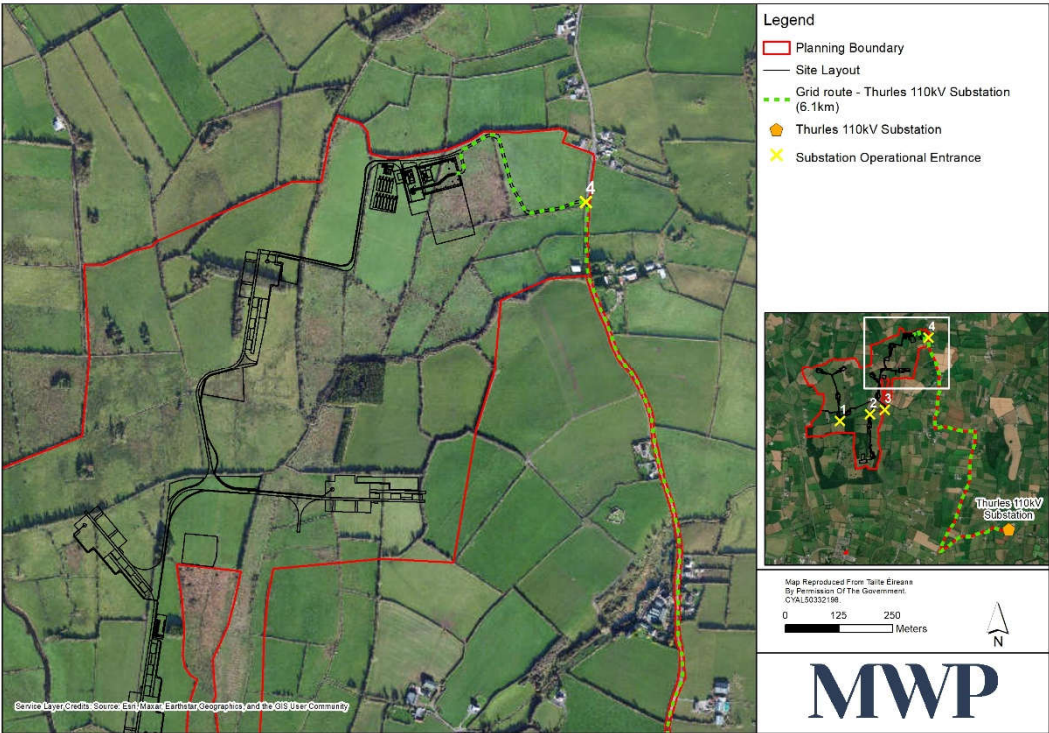 Legend
Planning Boundary
Site Layout
Grid route - Thurles 110kV Substation
(6.1km)
Thurles 110kV Substation
Substation Operational Entrance
4
4
1
2
3
Thurles 110kV
Substation
Map Reproduced From Tailte Éireann
By Permission Of The Government.
CYAL50332198.
0 125 250
Meters
N
MWP
Service Layer Credits: Source: Esri, Maxar, Earthstar Geographics, and the GIS User Community